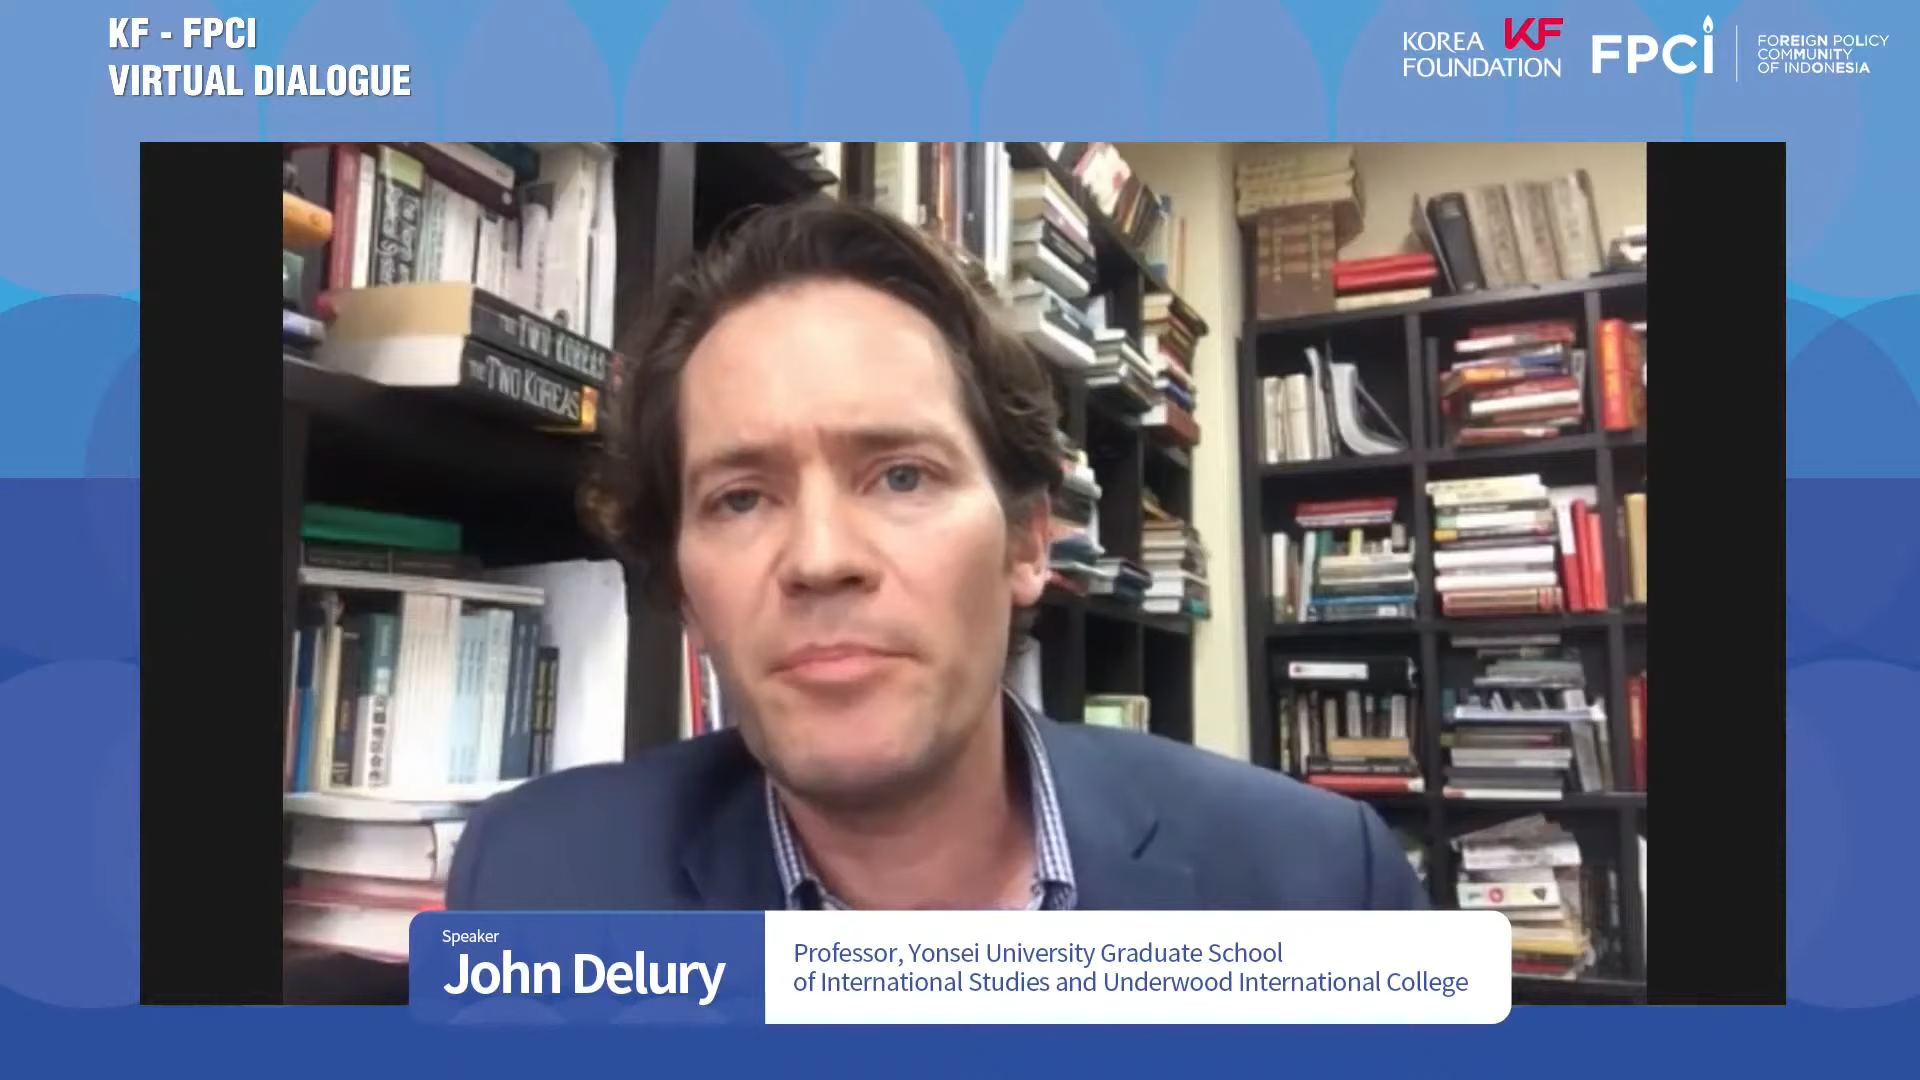 KF - FPCI
VIRTUAL DIALOGUE
KOREA KF
FOUNDATION
FPCI
FOREIGN POLICY
COMMUNITY
OF INDONESIA
THE TWO KOREAS
THE TWO KOREAS
Speaker
John Delury
Professor, Yonsei University Graduate School
of International Studies and Underwood International College